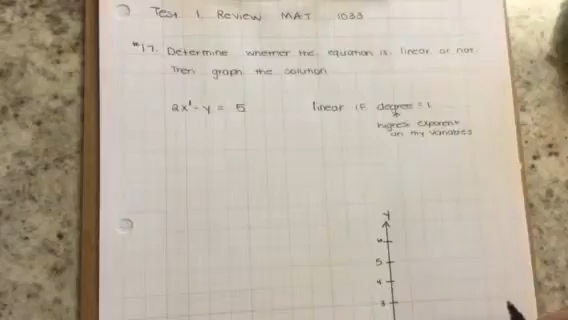 Test 1 Review MAT 1033
#17. Determine whether the equation is linear or not.
Then graph the solution
2x¹ - y = 5 linear if degree = 1
*
highest exponent
on my variables
y
6
5
4
3